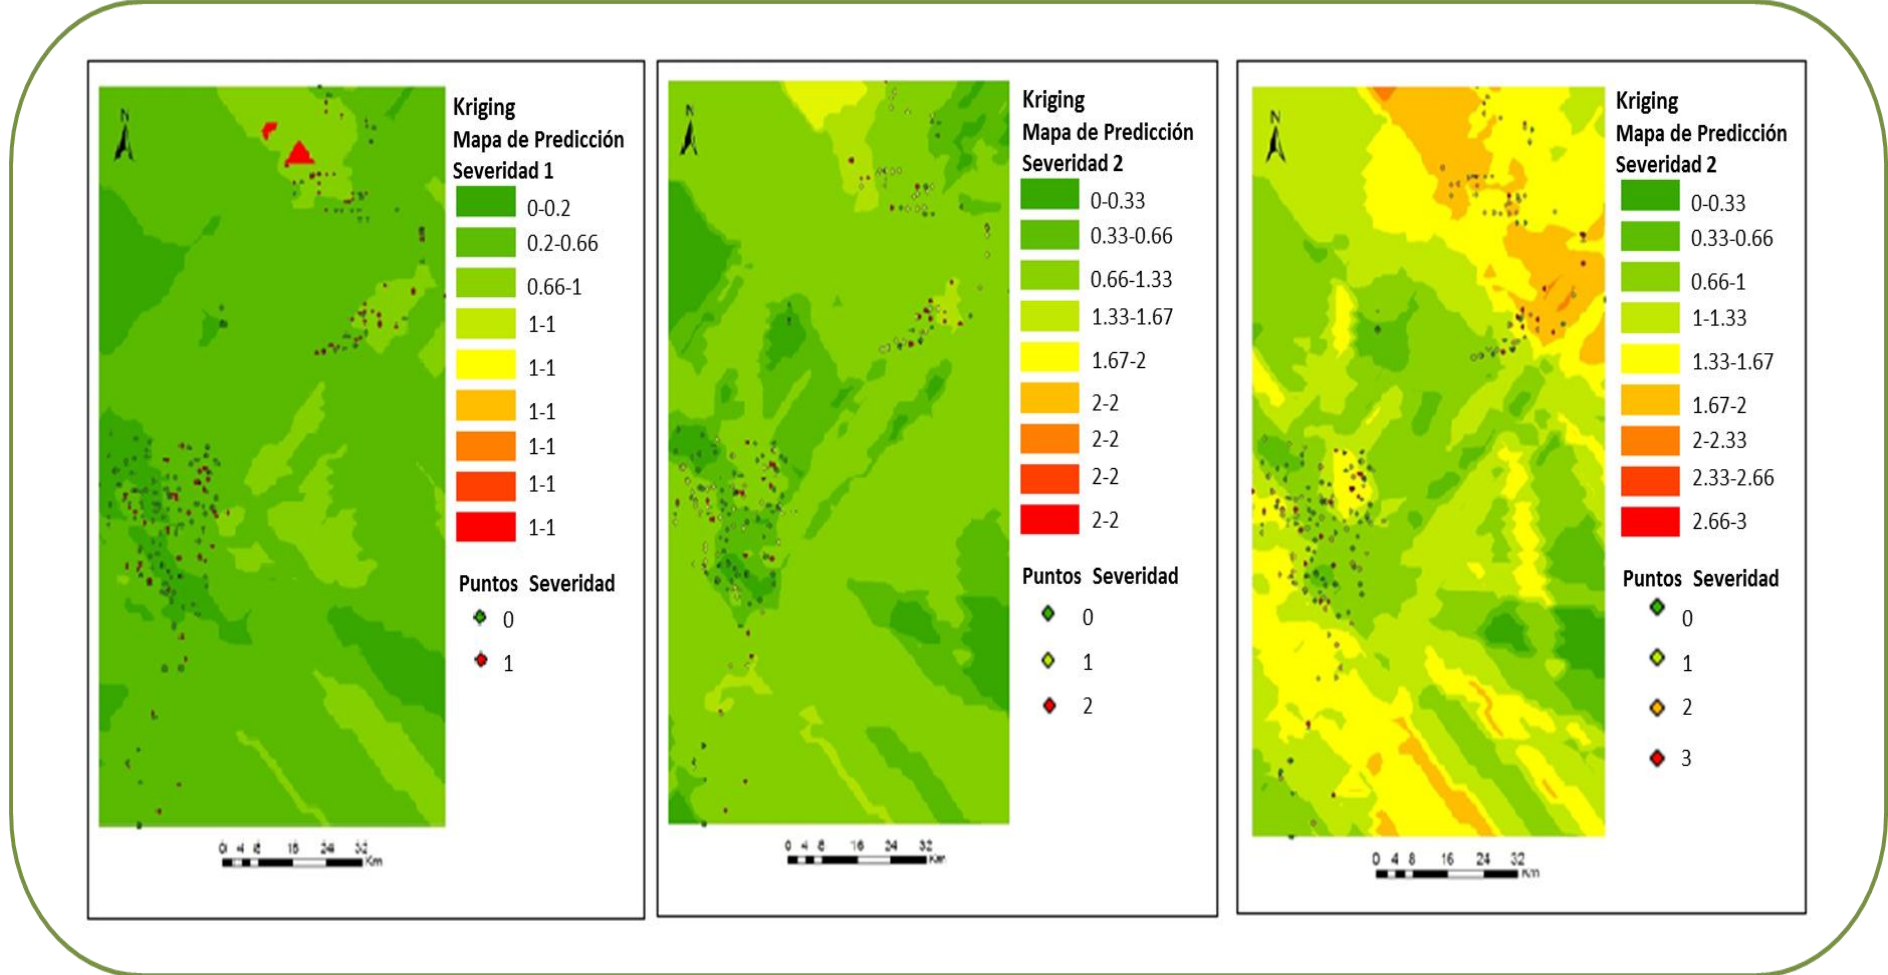 N
Kriging
Mapa de Predicción
Severidad 1
0-0.2
0.2-0.66
0.66-1
1-1
1-1
1-1
1-1
1-1
1-1
Puntos Severidad
0
1
0 4 8 16 24 32
Km
N
Kriging
Mapa de Predicción
Severidad 2
0-0.33
0.33-0.66
0.66-1.33
1.33-1.67
1.67-2
2-2
2-2
2-2
2-2
Puntos Severidad
0
1
2
0 4 8 16 24 32
Km
N
Kriging
Mapa de Predicción
Severidad 2
0-0.33
0.33-0.66
0.66-1
1-1.33
1.33-1.67
1.67-2
2-2.33
2.33-2.66
2.66-3
Puntos Severidad
0
1
2
3
0 4 8 16 24 32
Km